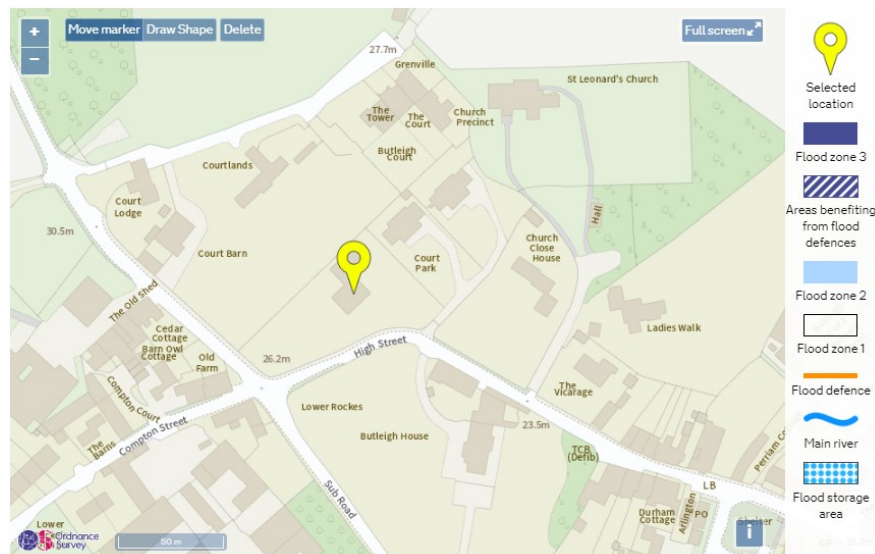 +
−
Move marker
Draw Shape
Delete
Full screen
27.7m
Grenville
St Leonard's Church
The
Tower
The
Court
Church
Precinct
Butleigh
Court
Courtlands
Court
Lodge
Hall
30.5m
Court Barn
Court
Park
Church
Close
House
The Old Shed
Cedar
Cottage
Barn Owl
Cottage
Old
Farm
26.2m
High Street
Ladies Walk
Compton Court
The
Vicarage
Lower Rockes
Compton Street
The
Barns
Butleigh House
23.5m
TCB
(Defib)
Sub Road
LB
Durham
Cottage
Arlington
PO
Shelter
Lower
Ordnance
Survey
50 m
i
Selected
location
Flood zone 3
Areas benefiting
from flood
defences
Flood zone 2
Flood zone 1
Flood defence
Main river
Flood storage
area